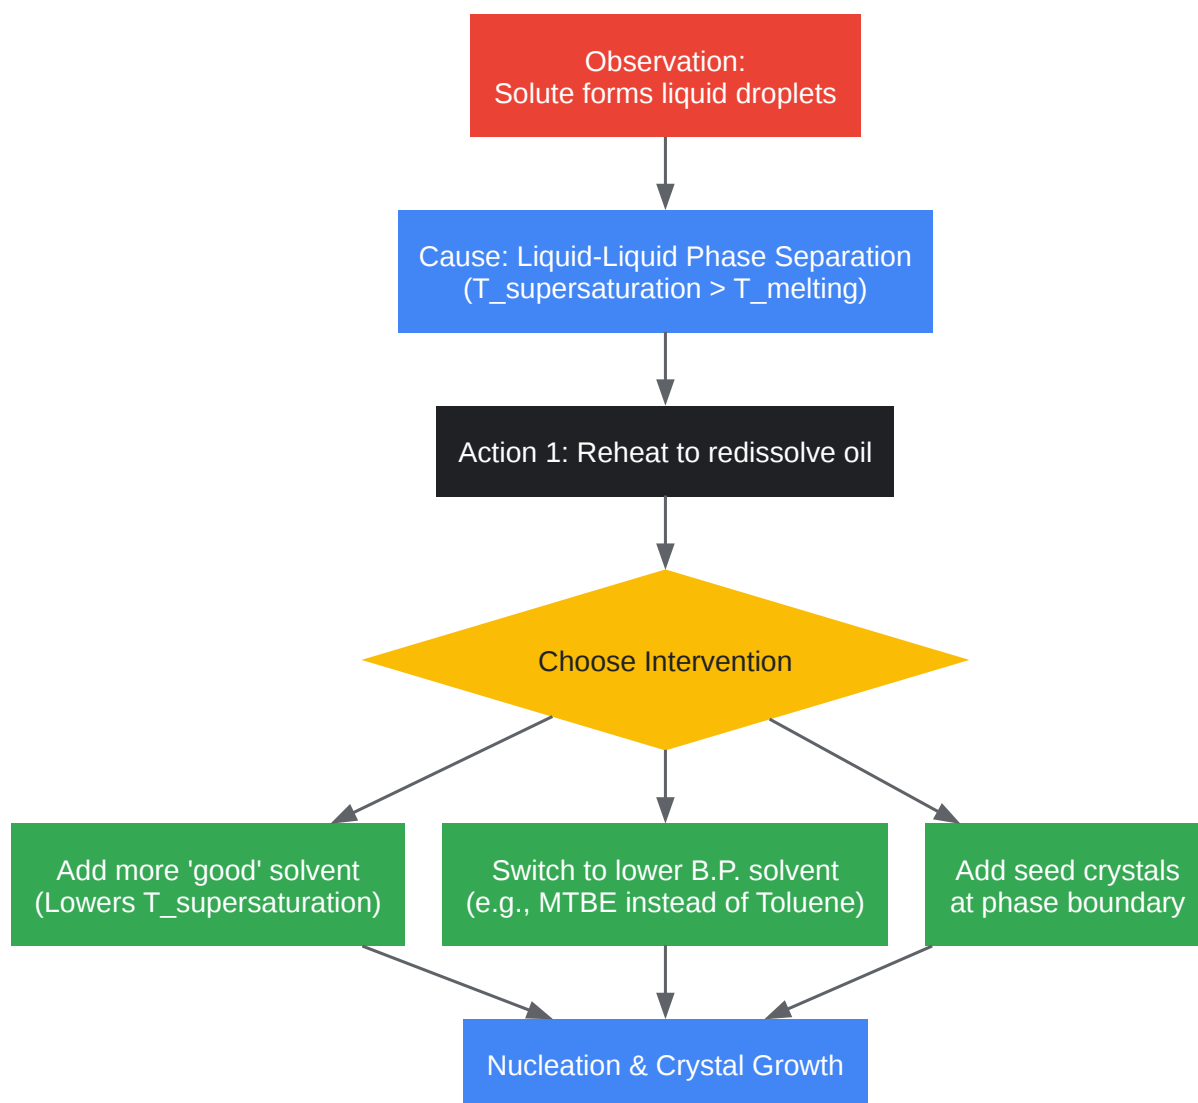 Observation:
Solute forms liquid droplets
Cause: Liquid-Liquid Phase Separation
(T_supersaturation > T_melting)
Action 1: Reheat to redissolve oil
Choose Intervention
Add more 'good' solvent
(Lowers T_supersaturation)
Switch to lower B.P. solvent
(e.g., MTBE instead of Toluene)
Add seed crystals
at phase boundary
Nucleation & Crystal Growth